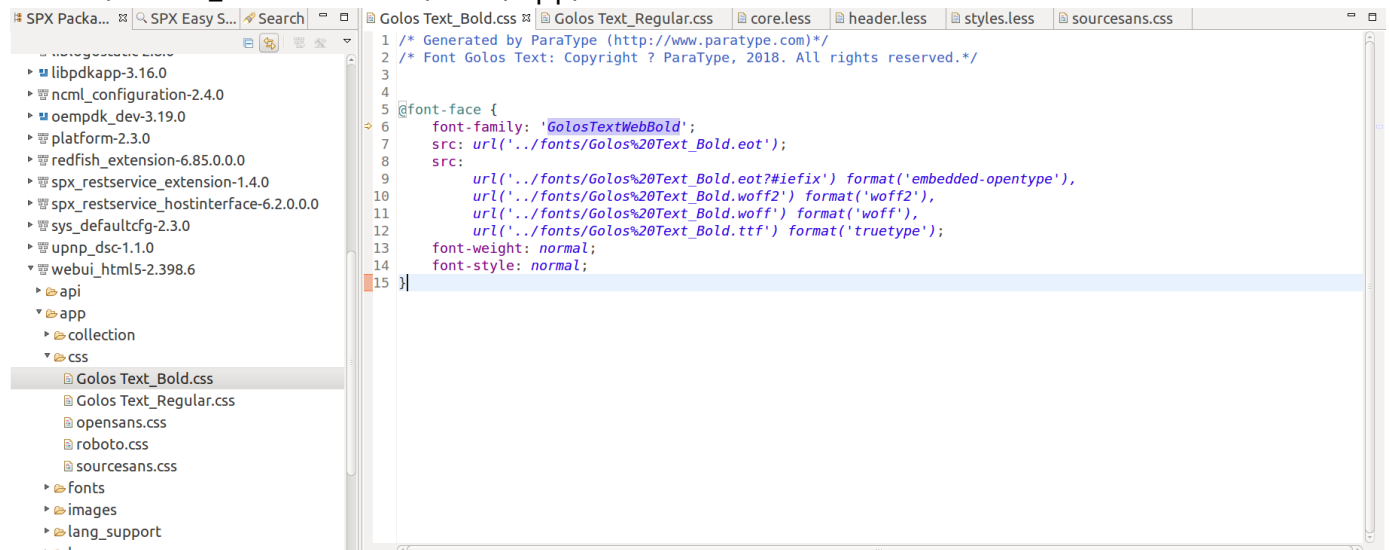 SPX Packa... SPX Easy S... Search
libpdkapp-3.16.0
ncml_configuration-2.4.0
oempdk_dev-3.19.0
platform-2.3.0
redfish_extension-6.85.0.0.0
spx_restservice_extension-1.4.0
spx_restservice_hostinterface-6.2.0.0.0
sys_defaultcfg-2.3.0
upnp_dsc-1.1.0
webui_html5-2.398.6
api
app
collection
css
Golos Text_Bold.css
Golos Text_Regular.css
opensans.css
roboto.css
sourcesans.css
fonts
images
lang_support
Golos Text_Bold.css Golos Text_Regular.css core.less header.less styles.less sourcesans.css
1 /* Generated by ParaType (http://www.paratype.com)*/
2 /* Font Golos Text: Copyright ? ParaType, 2018. All rights reserved.*/
3
4
5 @font-face {
6 font-family: 'GolosTextWebBold';
7 src: url('../fonts/Golos%20Text_Bold.eot');
8 src:
9 url('../fonts/Golos%20Text_Bold.eot?#iefix') format('embedded-opentype'),
10 url('../fonts/Golos%20Text_Bold.woff2') format('woff2'),
11 url('../fonts/Golos%20Text_Bold.woff') format('woff'),
12 url('../fonts/Golos%20Text_Bold.ttf') format('truetype');
13 font-weight: normal;
14 font-style: normal;
15 }